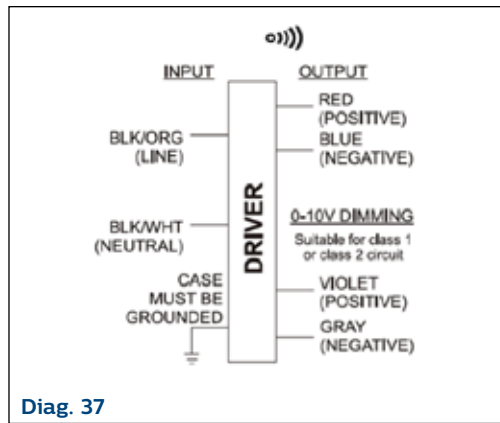 INPUT
BLK/ORG
(LINE)
BLK/WHT
(NEUTRAL)
CASE
MUST BE
GROUNDED
DRIVER
OUTPUT
RED
(POSITIVE)
BLUE
(NEGATIVE)
0-10V DIMMING
Suitable for class 1
or class 2 circuit
VIOLET
(POSITIVE)
GRAY
(NEGATIVE)
Diag. 37